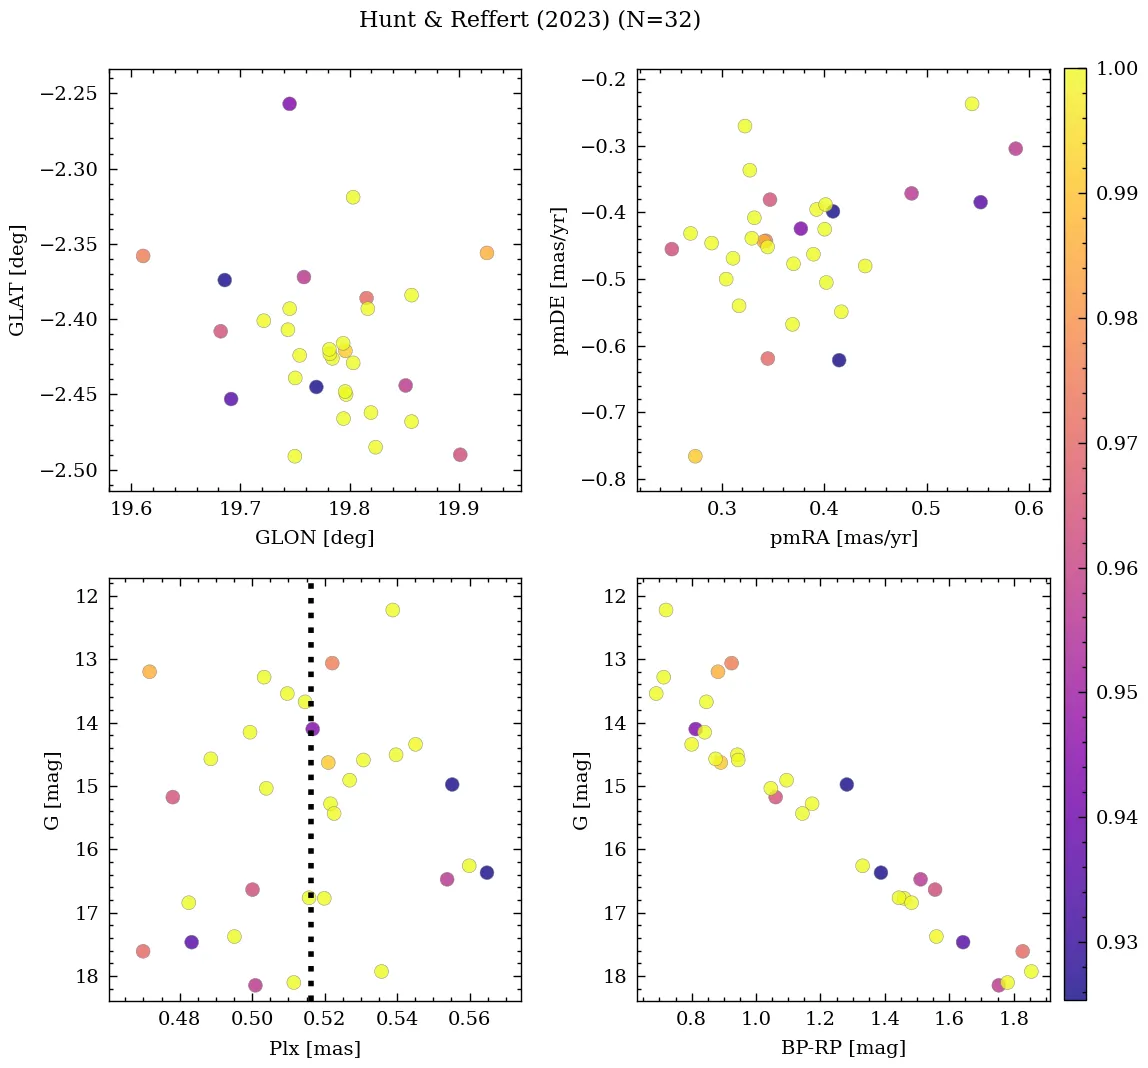 Hunt & Reffert (2023) (N=32)
−2.25
−2.30
−2.35
−2.40
−2.45
−2.50
GLAT [deg]
19.6 19.7 19.8 19.9
GLON [deg]
−0.2
−0.3
−0.4
−0.5
−0.6
−0.7
−0.8
pmDE [mas/yr]
0.3 0.4 0.5 0.6
pmRA [mas/yr]
12
13
14
15
16
17
18
G [mag]
0.48 0.50 0.52 0.54 0.56
Plx [mas]
12
13
14
15
16
17
18
G [mag]
0.8 1.0 1.2 1.4 1.6 1.8
BP-RP [mag]
1.00
0.99
0.98
0.97
0.96
0.95
0.94
0.93